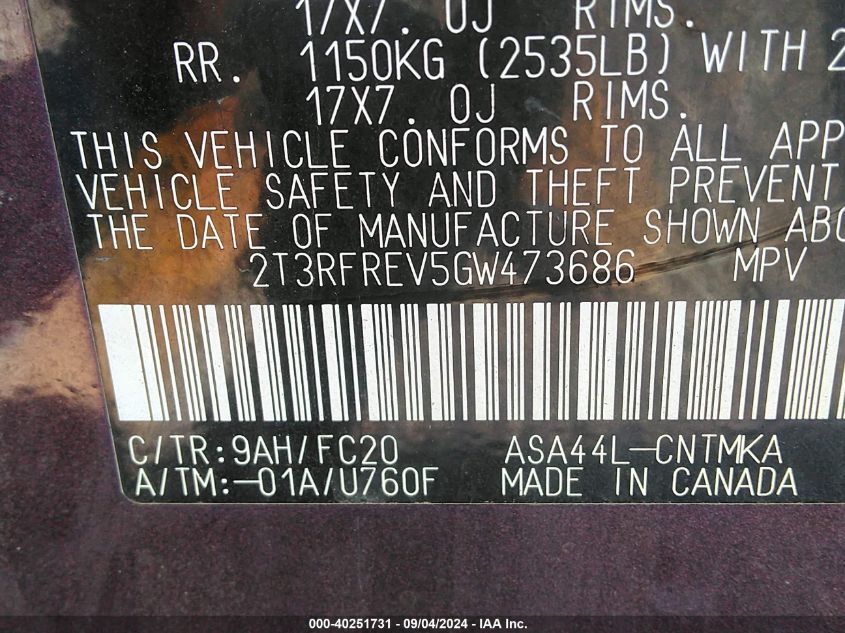 17X7. 0J RIMS.
RR. 1150KG (2535LB) WITH 2
17X7. 0J RIMS.
THIS VEHICLE CONFORMS TO ALL APP
VEHICLE SAFETY AND THEFT PREVENT
THE DATE OF MANUFACTURE SHOWN ABO
2T3RFREV5GW473686 MPV
C/TR:9AH/FC20 ASA44L-CNTMKA
A/TM:-01A/U760F MADE IN CANADA
000-40251731 - 09/04/2024 - IAA Inc.